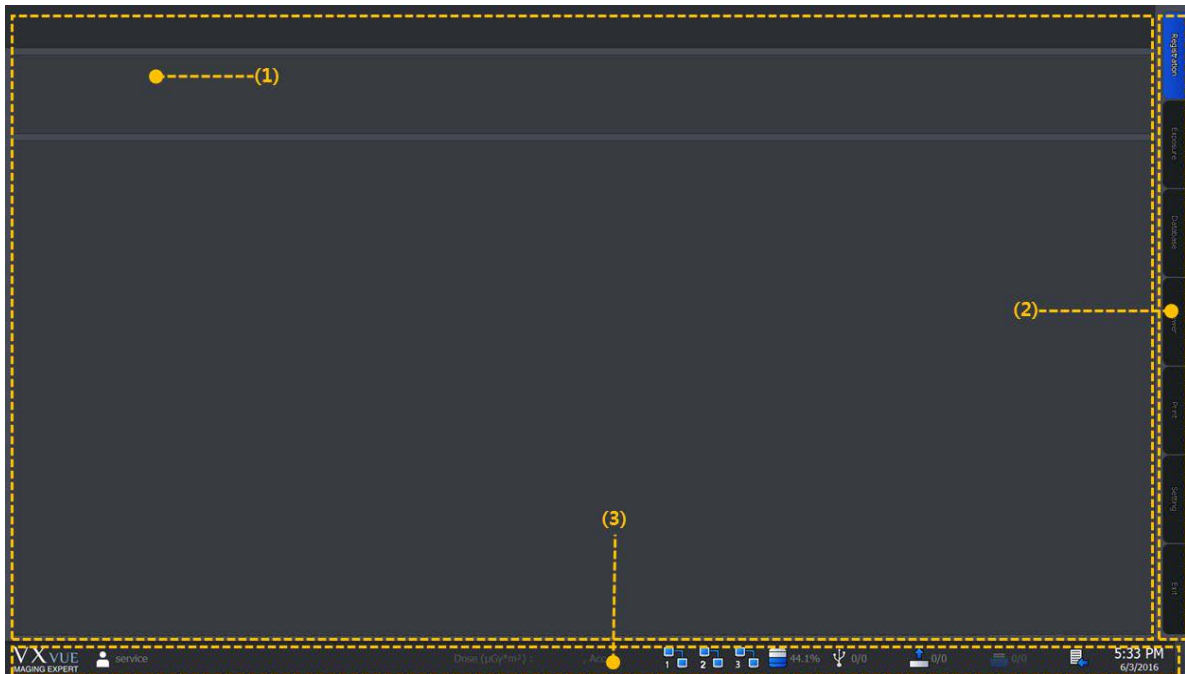 (1)
Registration
Exposure
Database
(2)
Print
Setting
(3)
Exit
VXVUE
IMAGING EXPERT
service
Dose (µGy*m²) :
1
2
3
44.1%
0/0
0/0
0/0
5:33 PM
6/3/2016